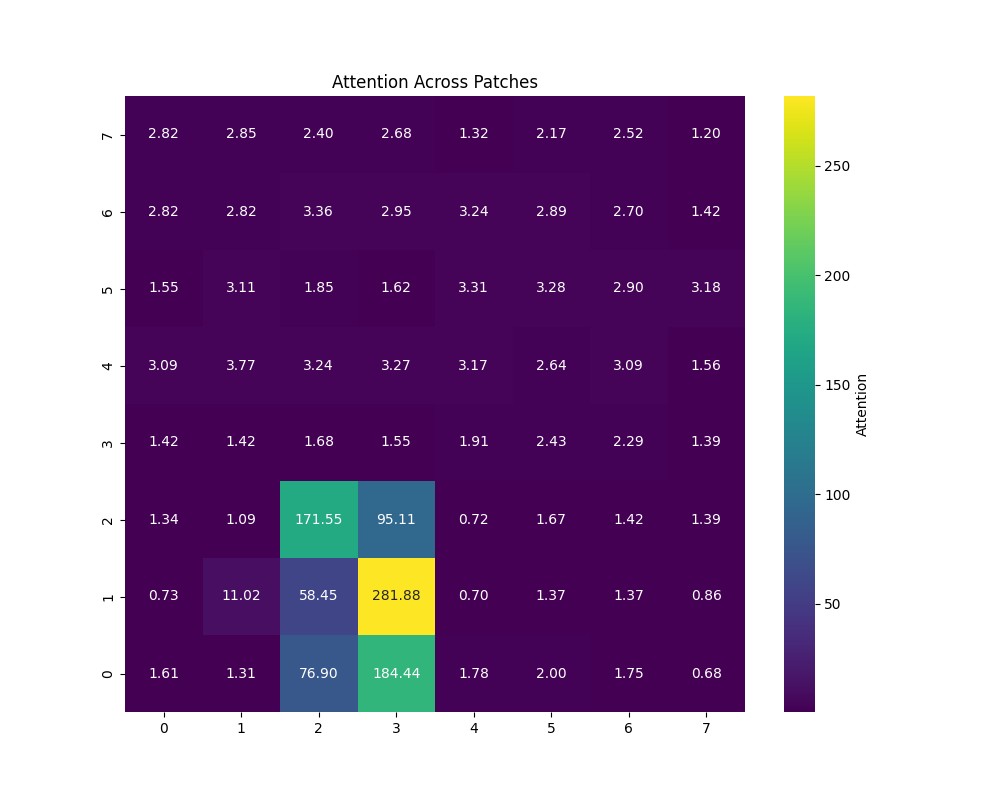 Attention Across Patches
7 2.82 2.85 2.40 2.68 1.32 2.17 2.52 1.20
6 2.82 2.82 3.36 2.95 3.24 2.89 2.70 1.42
5 1.55 3.11 1.85 1.62 3.31 3.28 2.90 3.18
4 3.09 3.77 3.24 3.27 3.17 2.64 3.09 1.56
3 1.42 1.42 1.68 1.55 1.91 2.43 2.29 1.39
2 1.34 1.09 171.55 95.11 0.72 1.67 1.42 1.39
1 0.73 11.02 58.45 281.88 0.70 1.37 1.37 0.86
0 1.61 1.31 76.90 184.44 1.78 2.00 1.75 0.68
0 1 2 3 4 5 6 7
250
200
150
100
50
Attention